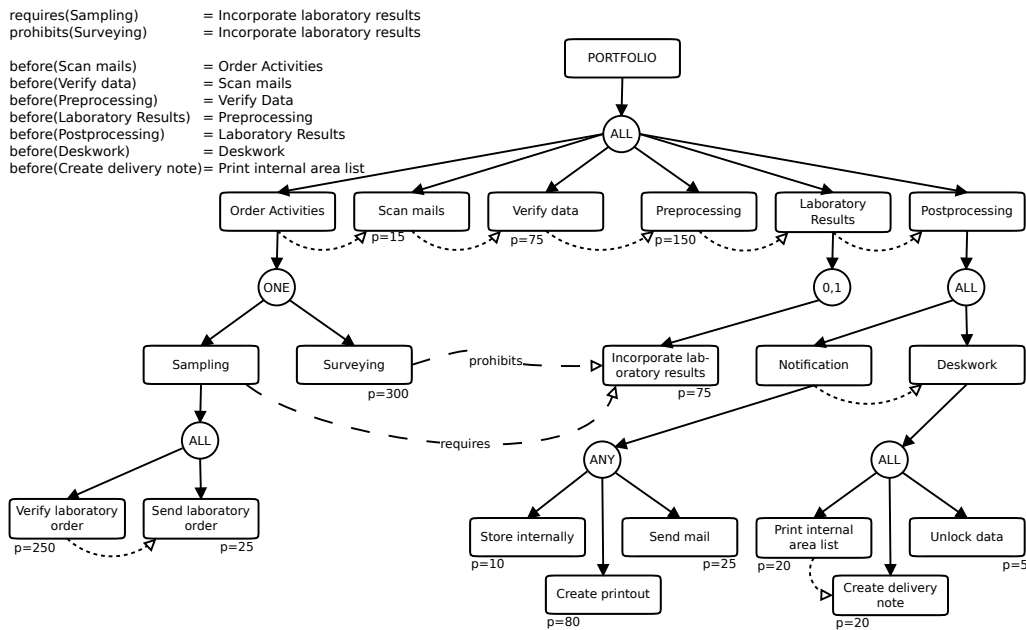 requires(Sampling) = Incorporate laboratory results
prohibits(Surveying) = Incorporate laboratory results
before(Scan mails) = Order Activities
before(Verify data) = Scan mails
before(Preprocessing) = Verify Data
before(Laboratory Results) = Preprocessing
before(Postprocessing) = Laboratory Results
before(Deskwork) = Deskwork
before(Create delivery note)= Print internal area list
PORTFOLIO
ALL
Order Activities
Scan mails
Verify data
Preprocessing
Laboratory
Results
Postprocessing
p=15
p=75
p=150
ONE
0,1
ALL
Sampling
Surveying
prohibits
Incorporate lab-
oratory results
Notification
Deskwork
p=300
p=75
requires
ALL
ANY
ALL
Verify laboratory
order
Send laboratory
order
p=250
p=25
Store internally
Send mail
Print internal
area list
Unlock data
p=10
p=25
p=20
p=5
Create printout
Create delivery
note
p=80
p=20